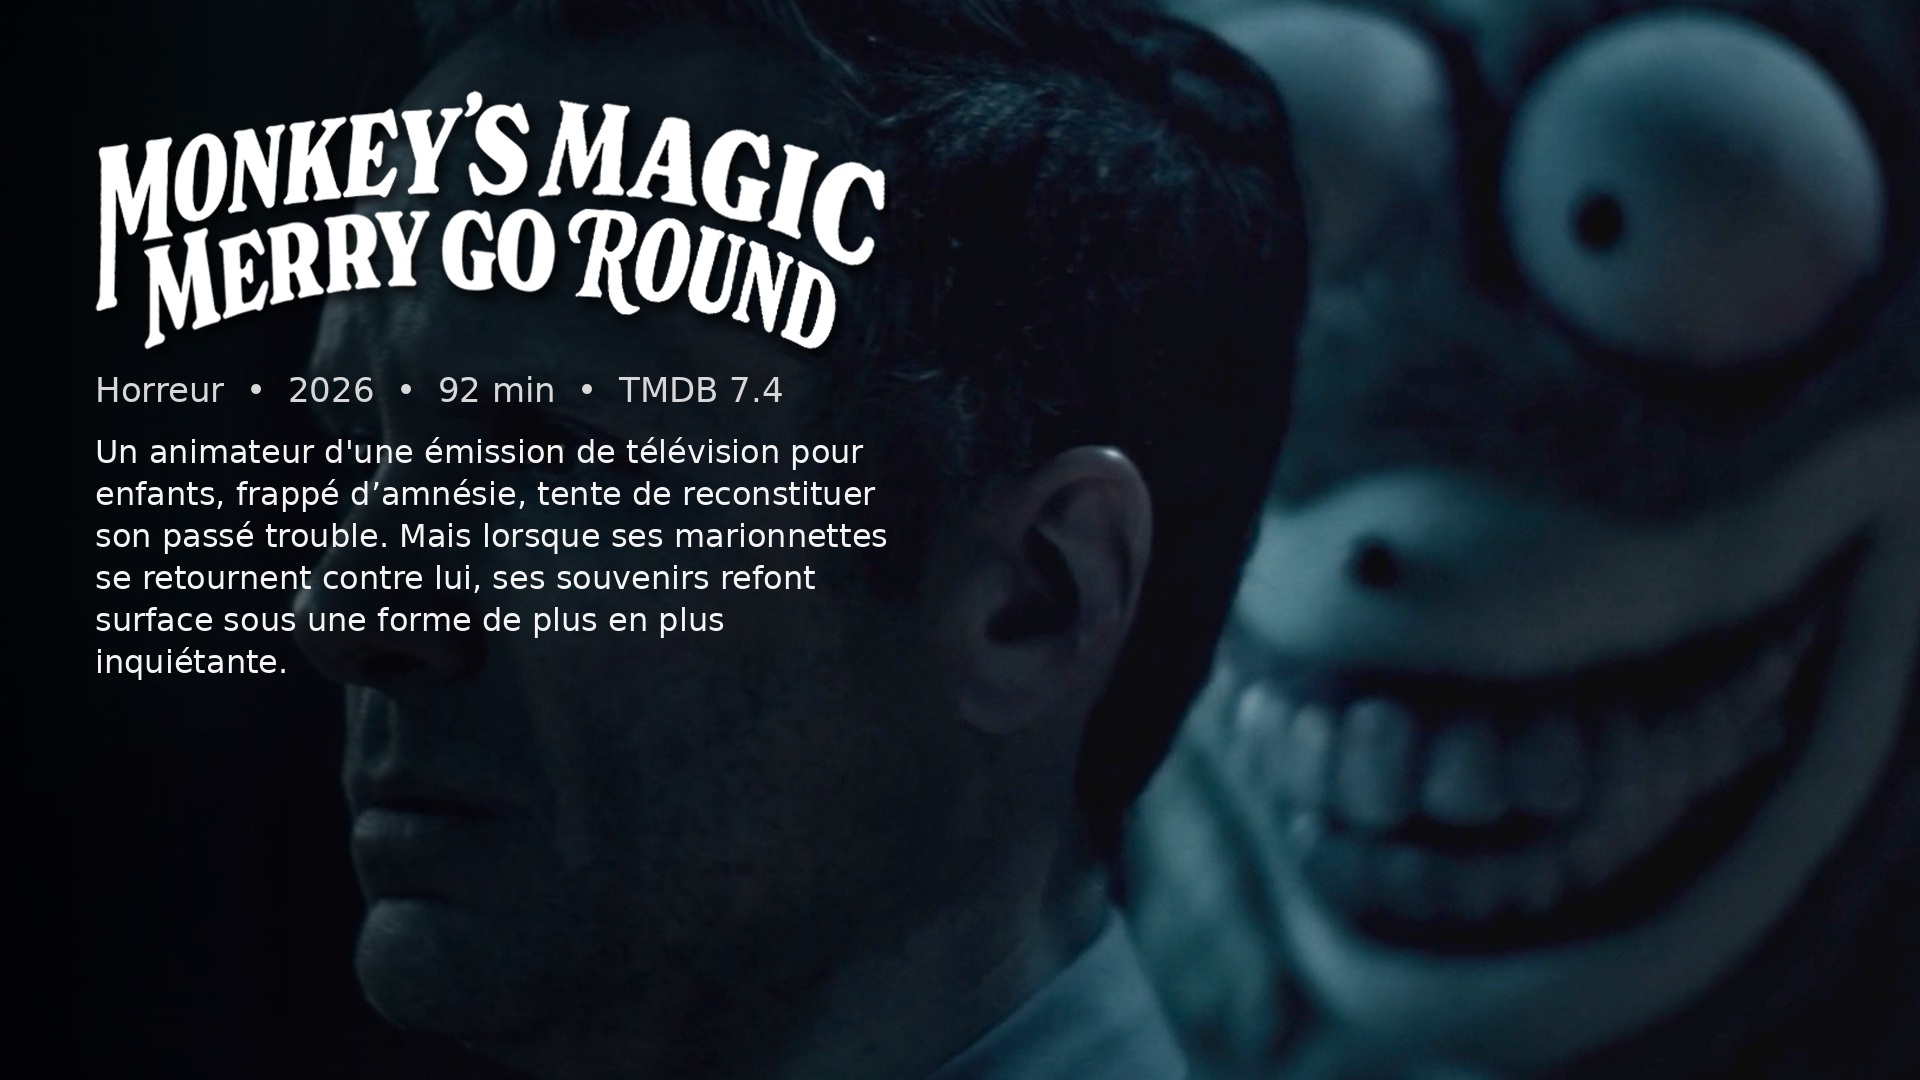 MONKEY’S MAGIC
MERRY GO ROUND
Horreur • 2026 • 92 min • TMDB 7.4
Un animateur d'une émission de télévision pour
enfants, frappé d’amnésie, tente de reconstituer
son passé trouble. Mais lorsque ses marionnettes
se retournent contre lui, ses souvenirs refont
surface sous une forme de plus en plus
inquiétante.